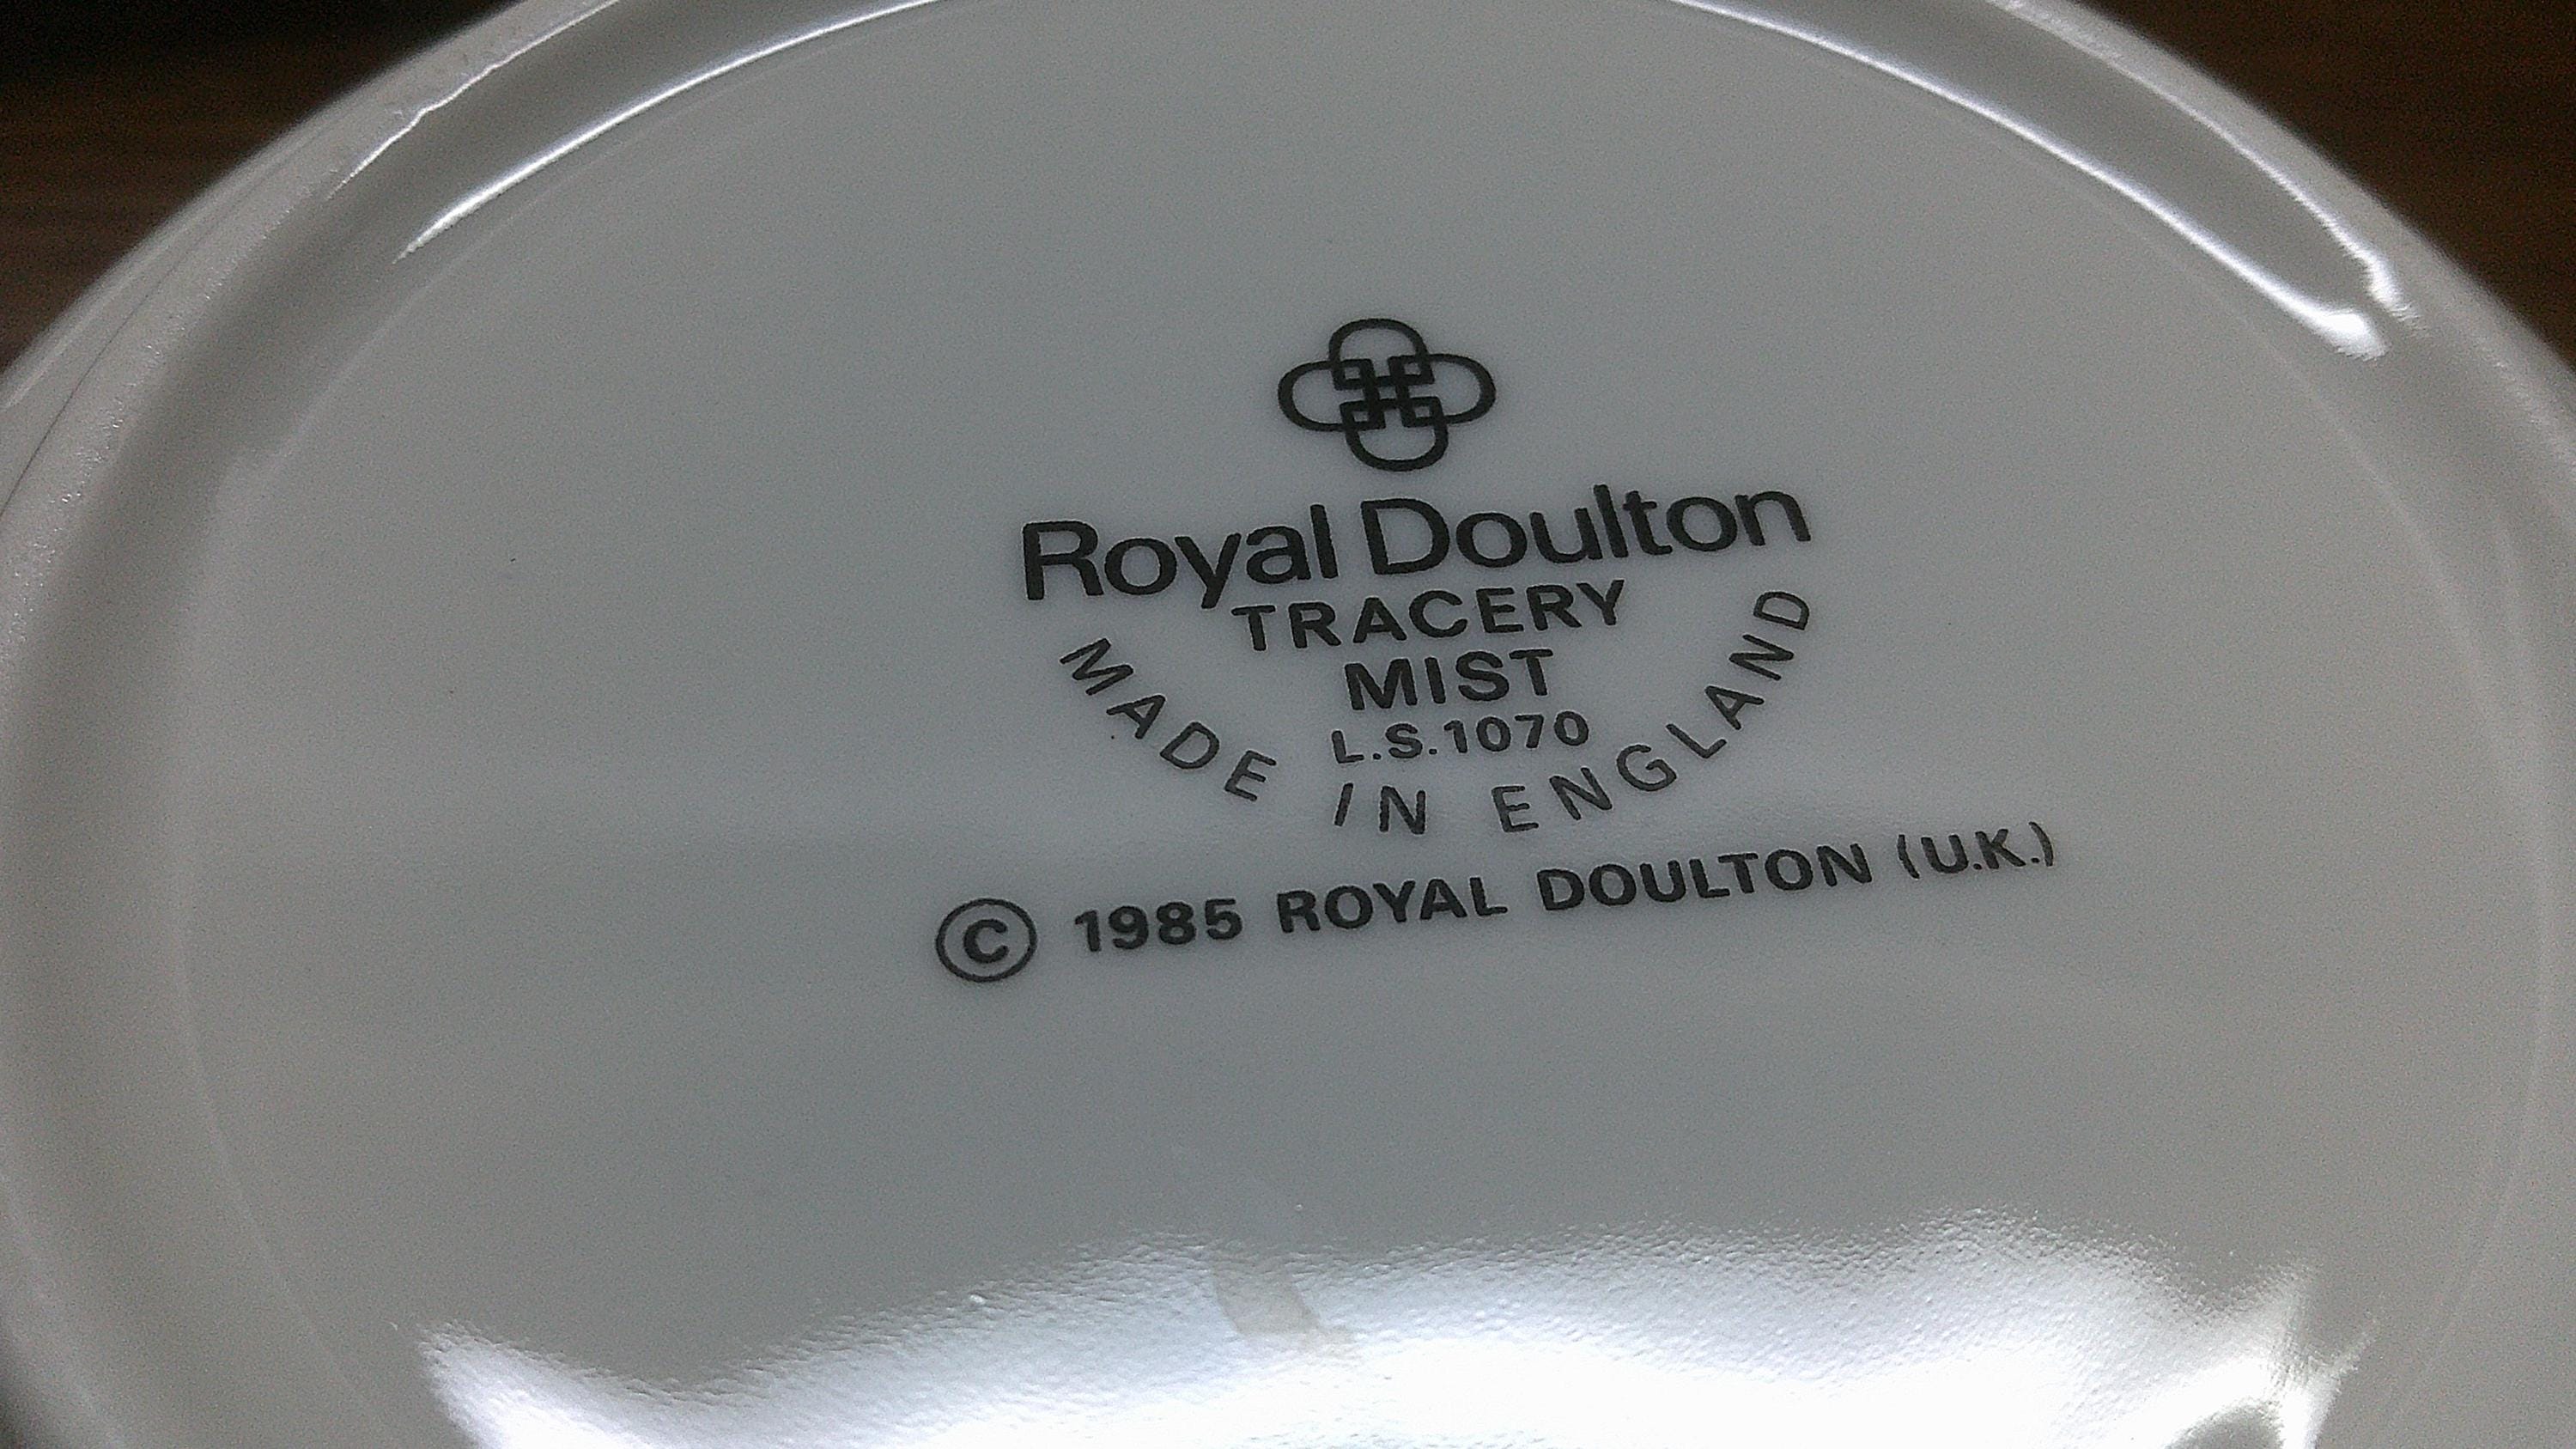 Royal Doulton
TRACERY
MIST
L.S.1070
MADE IN ENGLAND
© 1985 ROYAL DOULTON (U.K.)